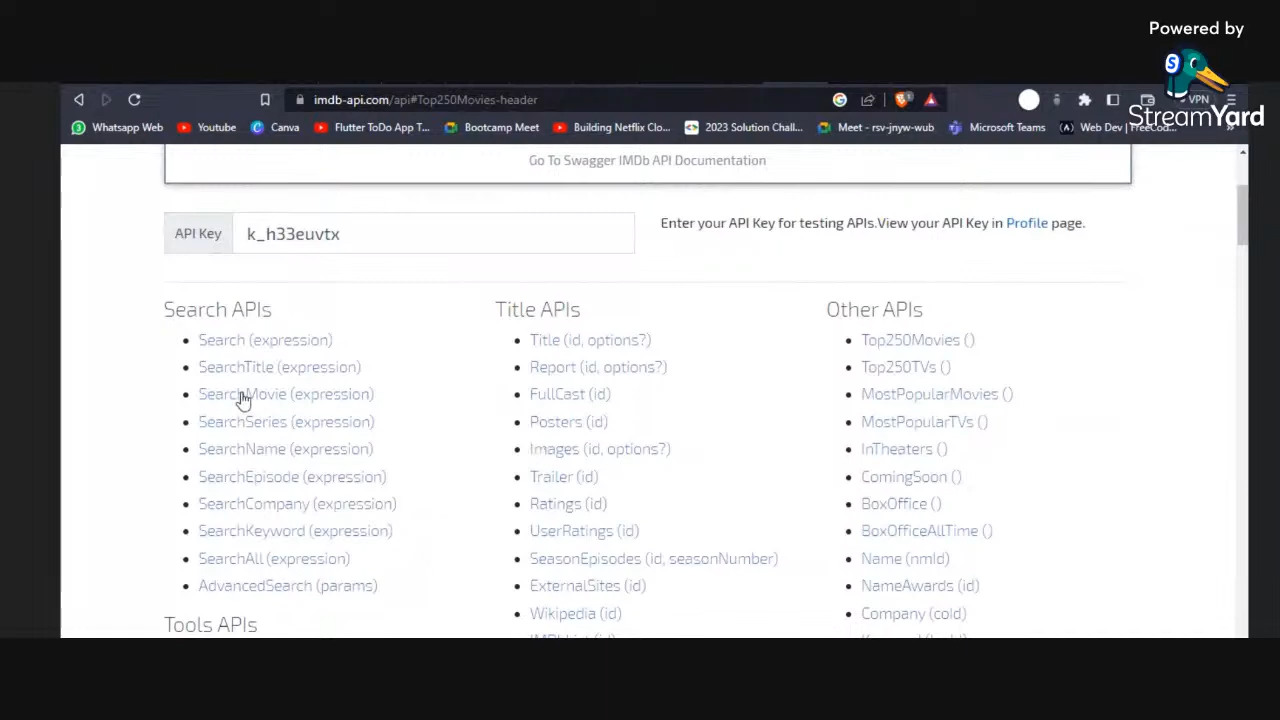 Powered by
StreamYard
imdb-api.com/api#Top250Movies-header
VPN
Whatsapp Web
Youtube
Canva
Flutter ToDo App T...
Bootcamp Meet
Building Netflix Clo...
2023 Solution Chall...
Meet - rsv-jnyw-wub
Microsoft Teams
Web Dev | FreeCod...
Go To Swagger IMDb API Documentation
API Key
k_h33euvtx
Enter your API Key for testing APIs.View your API Key in Profile page.
Search APIs
Search (expression)
SearchTitle (expression)
SearchMovie (expression)
SearchSeries (expression)
SearchName (expression)
SearchEpisode (expression)
SearchCompany (expression)
SearchKeyword (expression)
SearchAll (expression)
AdvancedSearch (params)
Tools APIs
Title APIs
Title (id, options?)
Report (id, options?)
FullCast (id)
Posters (id)
Images (id, options?)
Trailer (id)
Ratings (id)
UserRatings (id)
SeasonEpisodes (id, seasonNumber)
ExternalSites (id)
Wikipedia (id)
Other APIs
Top250Movies ()
Top250TVs ()
MostPopularMovies ()
MostPopularTVs ()
InTheaters ()
ComingSoon ()
BoxOffice ()
BoxOfficeAllTime ()
Name (nmId)
NameAwards (id)
Company (coId)